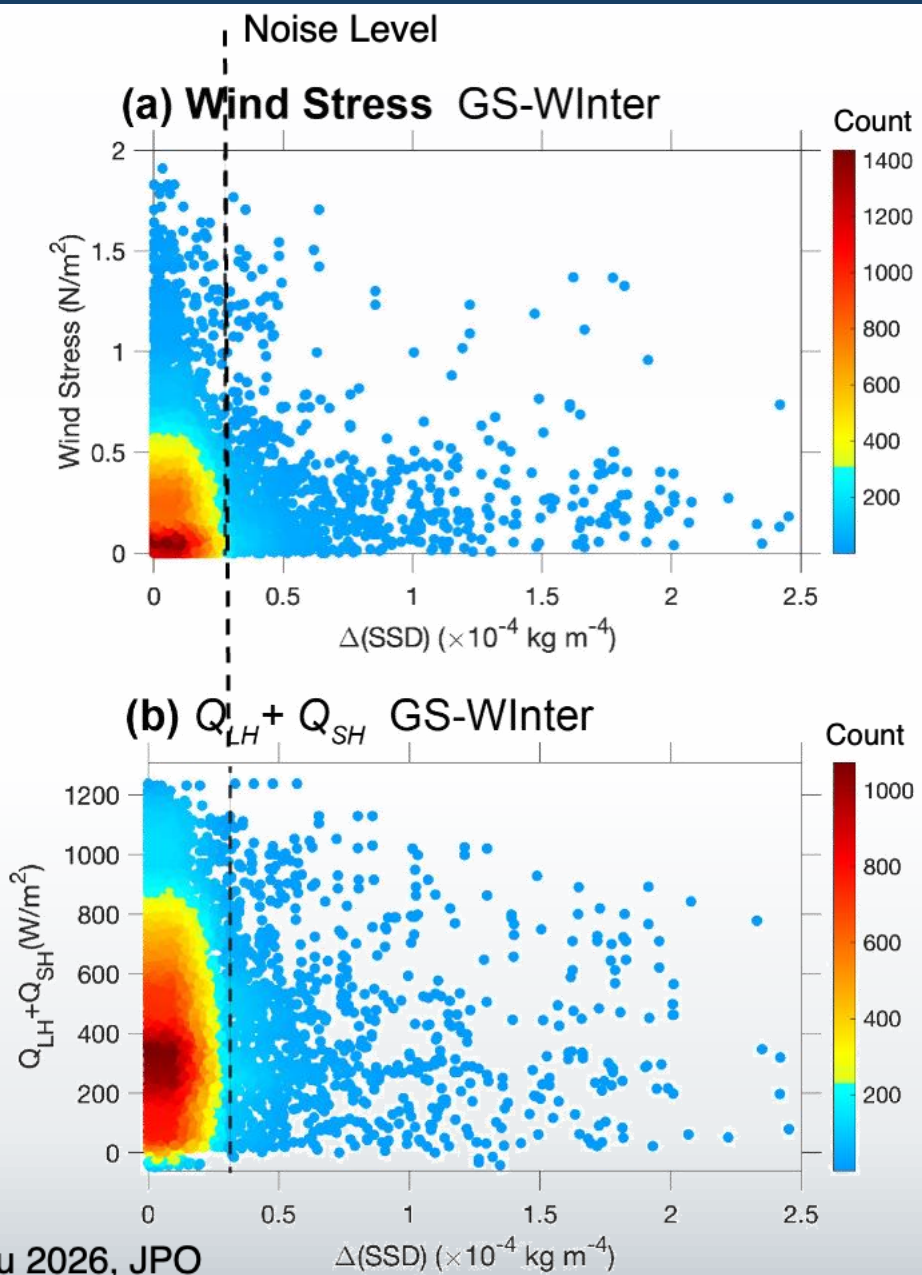 Noise Level
(a) Wind Stress GS-WInter
Count
2
1.5
1
0.5
0
Wind Stress (N/m²)
1400
1200
1000
800
600
400
200
0 0.5 1 1.5 2 2.5
Δ(SSD) (×10⁻⁴ kg m⁻⁴)
(b) Q_LH + Q_SH GS-WInter
Count
1200
1000
800
600
400
200
0
Q_LH+Q_SH(W/m²)
1000
800
600
400
200
0 0.5 1 1.5 2 2.5
Δ(SSD) (×10⁻⁴ kg m⁻⁴)
2026, JPO